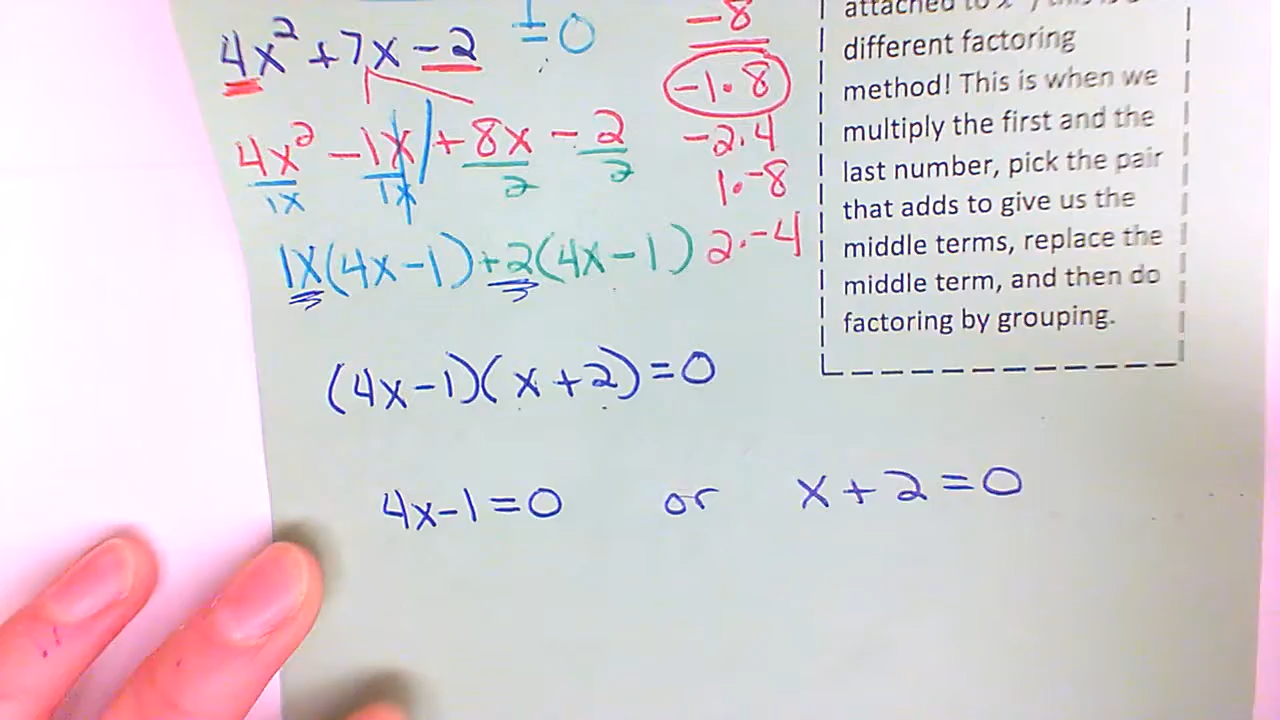 4x² + 7x - 2 = 0
4x² - 1x + 8x - 2
1x 1x 2 2
1x(4x-1)+2(4x-1)
(4x-1)(x+2)=0
4x-1=0 or x+2=0
-8
-1·8
-2·4
1·-8
2·-4
attached to
different factoring
method! This is when we
multiply the first and the
last number, pick the pair
that adds to give us the
middle terms, replace the
middle term, and then do
factoring by grouping.